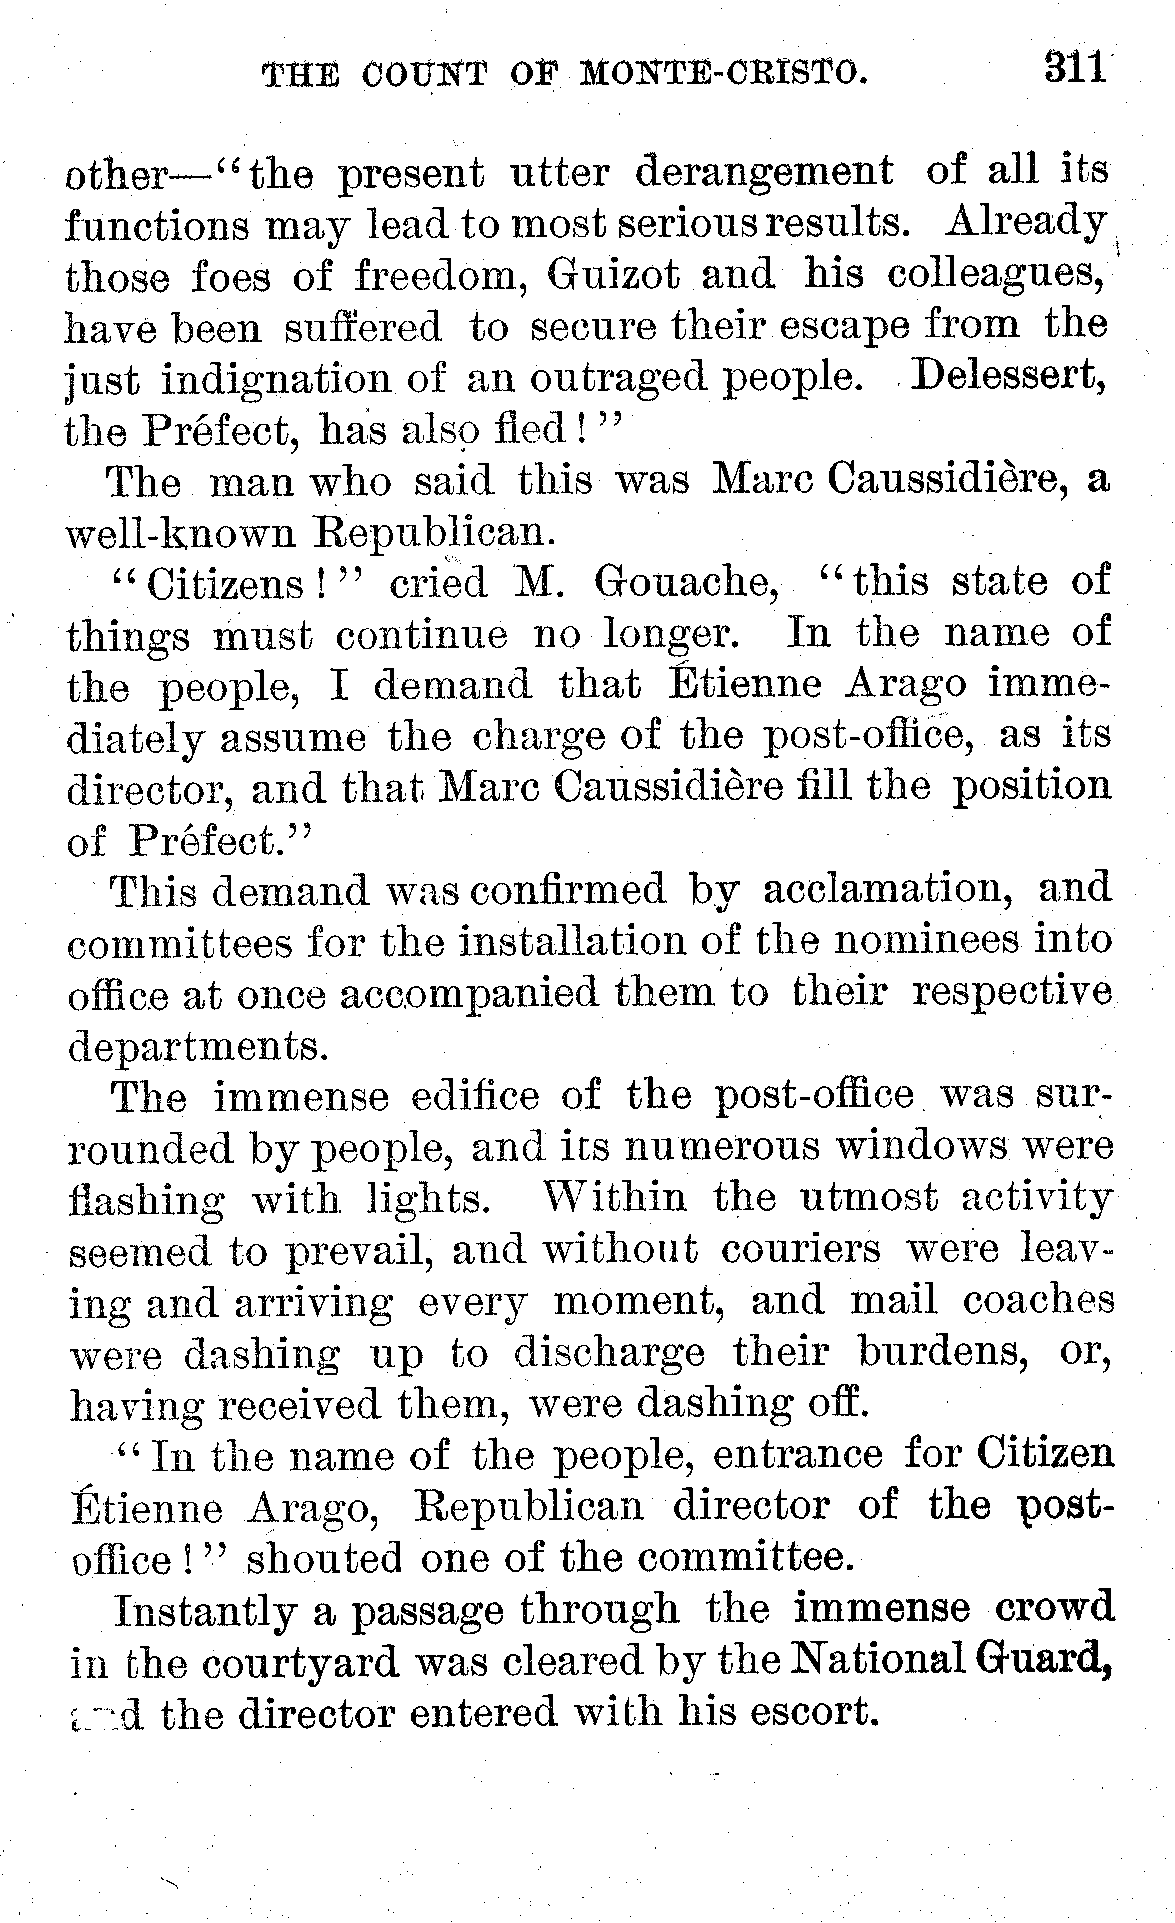 THE COUNT OF MONTE-CRISTO. 311
other—"the present utter derangement of all its
functions may lead to most serious results. Already
those foes of freedom, Guizot and his colleagues,
have been suffered to secure their escape from the
just indignation of an outraged people. Delessert,
the Préfect, has also fled!"
The man who said this was Marc Caussidière, a
well-known Republican.
"Citizens!" cried M. Gouache, "this state of
things must continue no longer. In the name of
the people, I demand that Étienne Arago imme-
diately assume the charge of the post-office, as its
director, and that Marc Caussidière fill the position
of Préfect."
This demand was confirmed by acclamation, and
committees for the installation of the nominees into
office at once accompanied them to their respective
departments.
The immense edifice of the post-office was sur-
rounded by people, and its numerous windows were
flashing with lights. Within the utmost activity
seemed to prevail, and without couriers were leav-
ing and arriving every moment, and mail coaches
were dashing up to discharge their burdens, or,
having received them, were dashing off.
"In the name of the people, entrance for Citizen
Étienne Arago, Republican director of the post-
office!" shouted one of the committee.
Instantly a passage through the immense crowd
in the courtyard was cleared by the National Guard,
and the director entered with his escort.